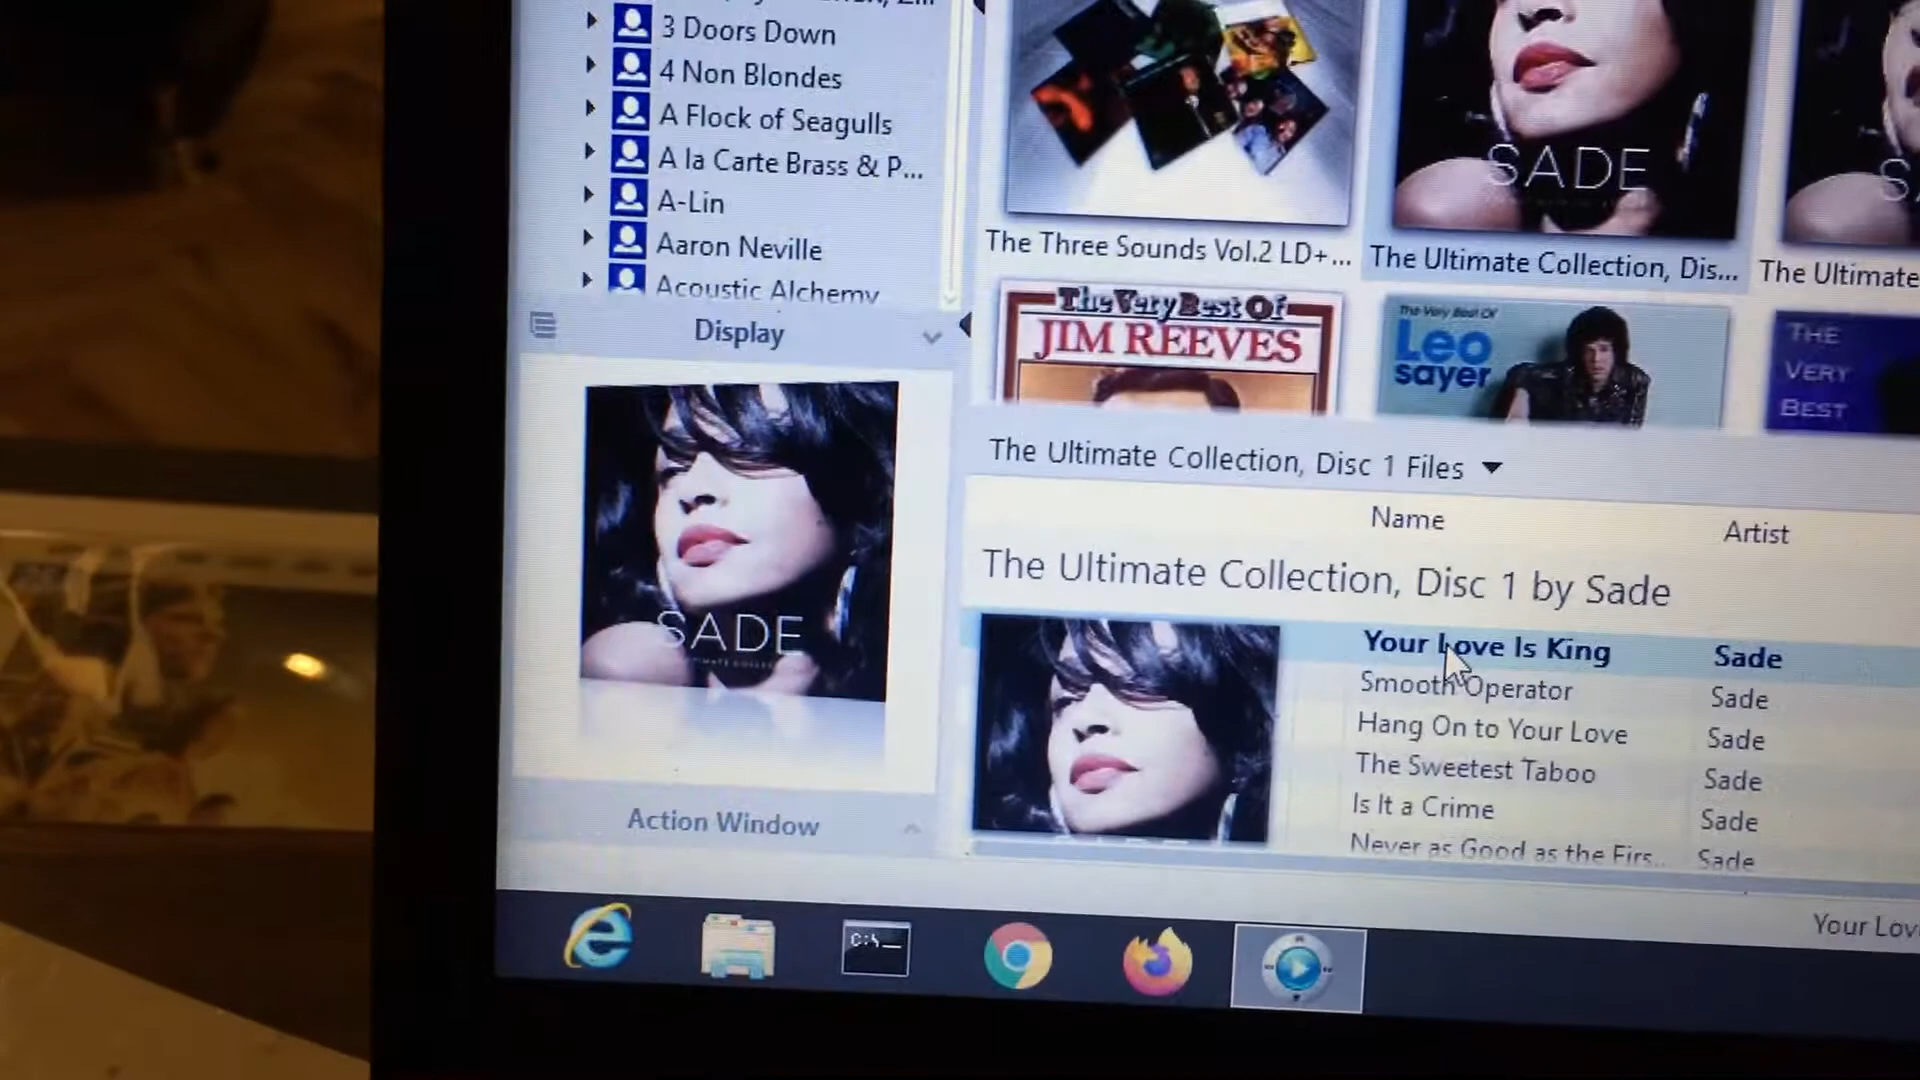 3 Doors Down
4 Non Blondes
A Flock of Seagulls
A la Carte Brass & P...
A-Lin
Aaron Neville
Acoustic Alchemy
Display
SADE
Action Window
The Three Sounds Vol.2 LD+...
SADE
The Ultimate Collection, Dis...
The Ultimate
The Very Best Of
JIM REEVES
The Very Best Of
Leo
sayer
THE
VERY
BEST
The Ultimate Collection, Disc 1 Files
Name
Artist
The Ultimate Collection, Disc 1 by Sade
Your Love Is King
Sade
Smooth Operator
Sade
Hang On to Your Love
Sade
The Sweetest Taboo
Sade
Is It a Crime
Sade
Never as Good as the Firs...
Sade
C:\_
Your Lov